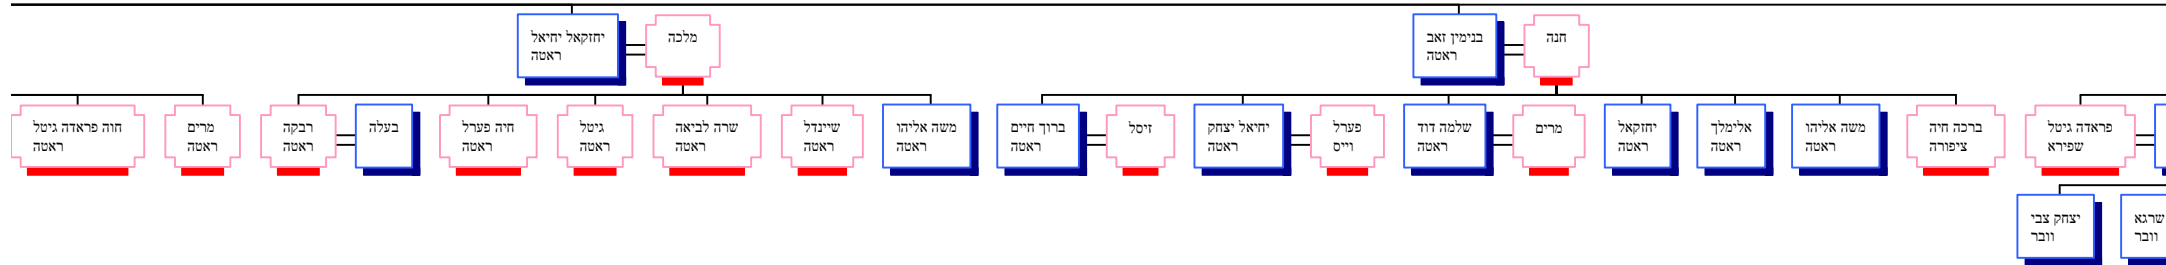 יחזקאל יחיאל
ראטה
מלכה
בנימין זאב
ראטה
חנה
חוה פראדה גיטל
ראטה
מרים
ראטה
רבקה
ראטה
בעלה
חיה פערל
ראטה
גיטל
ראטה
שרה לביאה
ראטה
שיינדל
ראטה
משה אליהו
ראטה
ברוך חיים
ראטה
זיסל
יחיאל יצחק
ראטה
פערל
וייס
שלמה דוד
ראטה
מרים
יחזקאל
ראטה
אלימלך
ראטה
משה אליהו
ראטה
ברכה חיה
ציפורה
פראדה גיטל
שפירא
יצחק צבי
וובר
שרגא
וובר